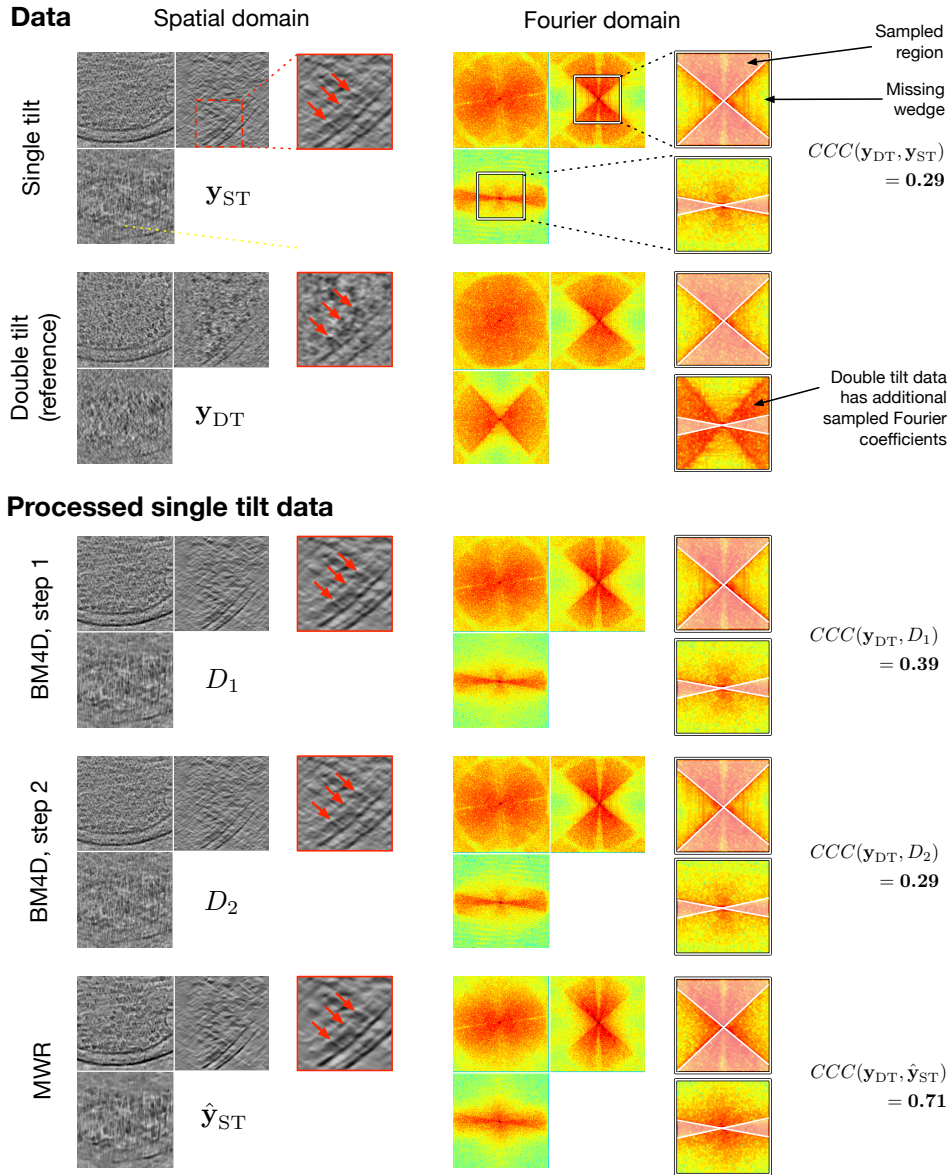 Data
Spatial domain
Fourier domain
Single tilt
y_ST
Sampled
region
Missing
wedge
CCC(y_DT, y_ST)
= 0.29
Double tilt
(reference)
y_DT
Double tilt data
has additional
sampled Fourier
coefficients
Processed single tilt data
BM4D, step 1
D_1
CCC(y_DT, D_1)
= 0.39
BM4D, step 2
D_2
CCC(y_DT, D_2)
= 0.29
MWR
ŷ_ST
CCC(y_DT, ŷ_ST)
= 0.71